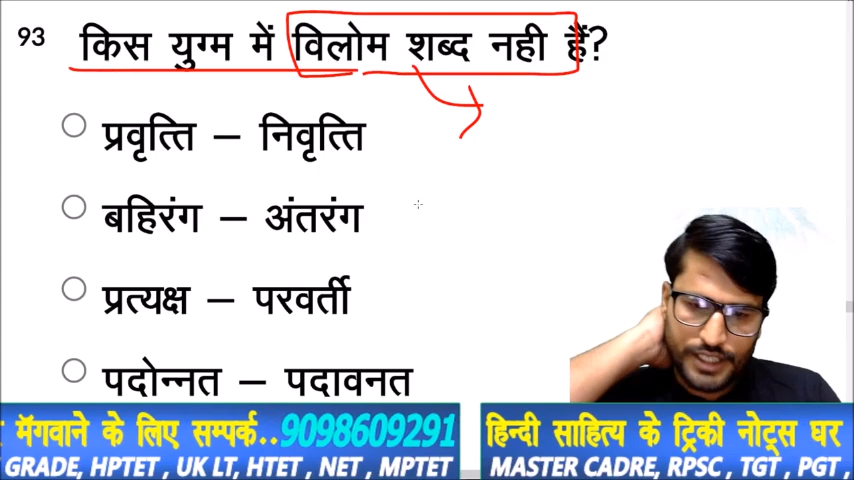 93 किस युग्म में विलोम शब्द नही हैं?
प्रवृत्ति – निवृत्ति
बहिरंग – अंतरंग
प्रत्यक्ष – परवर्ती
पदोन्नत – पदावनत
मॅगवाने के लिए सम्पर्क..9098609291 हिन्दी साहित्य के ट्रिकी नोट्स घर
GRADE, HPTET , UK LT, HTET , NET , MPTET MASTER CADRE, RPSC , TGT , PGT ,